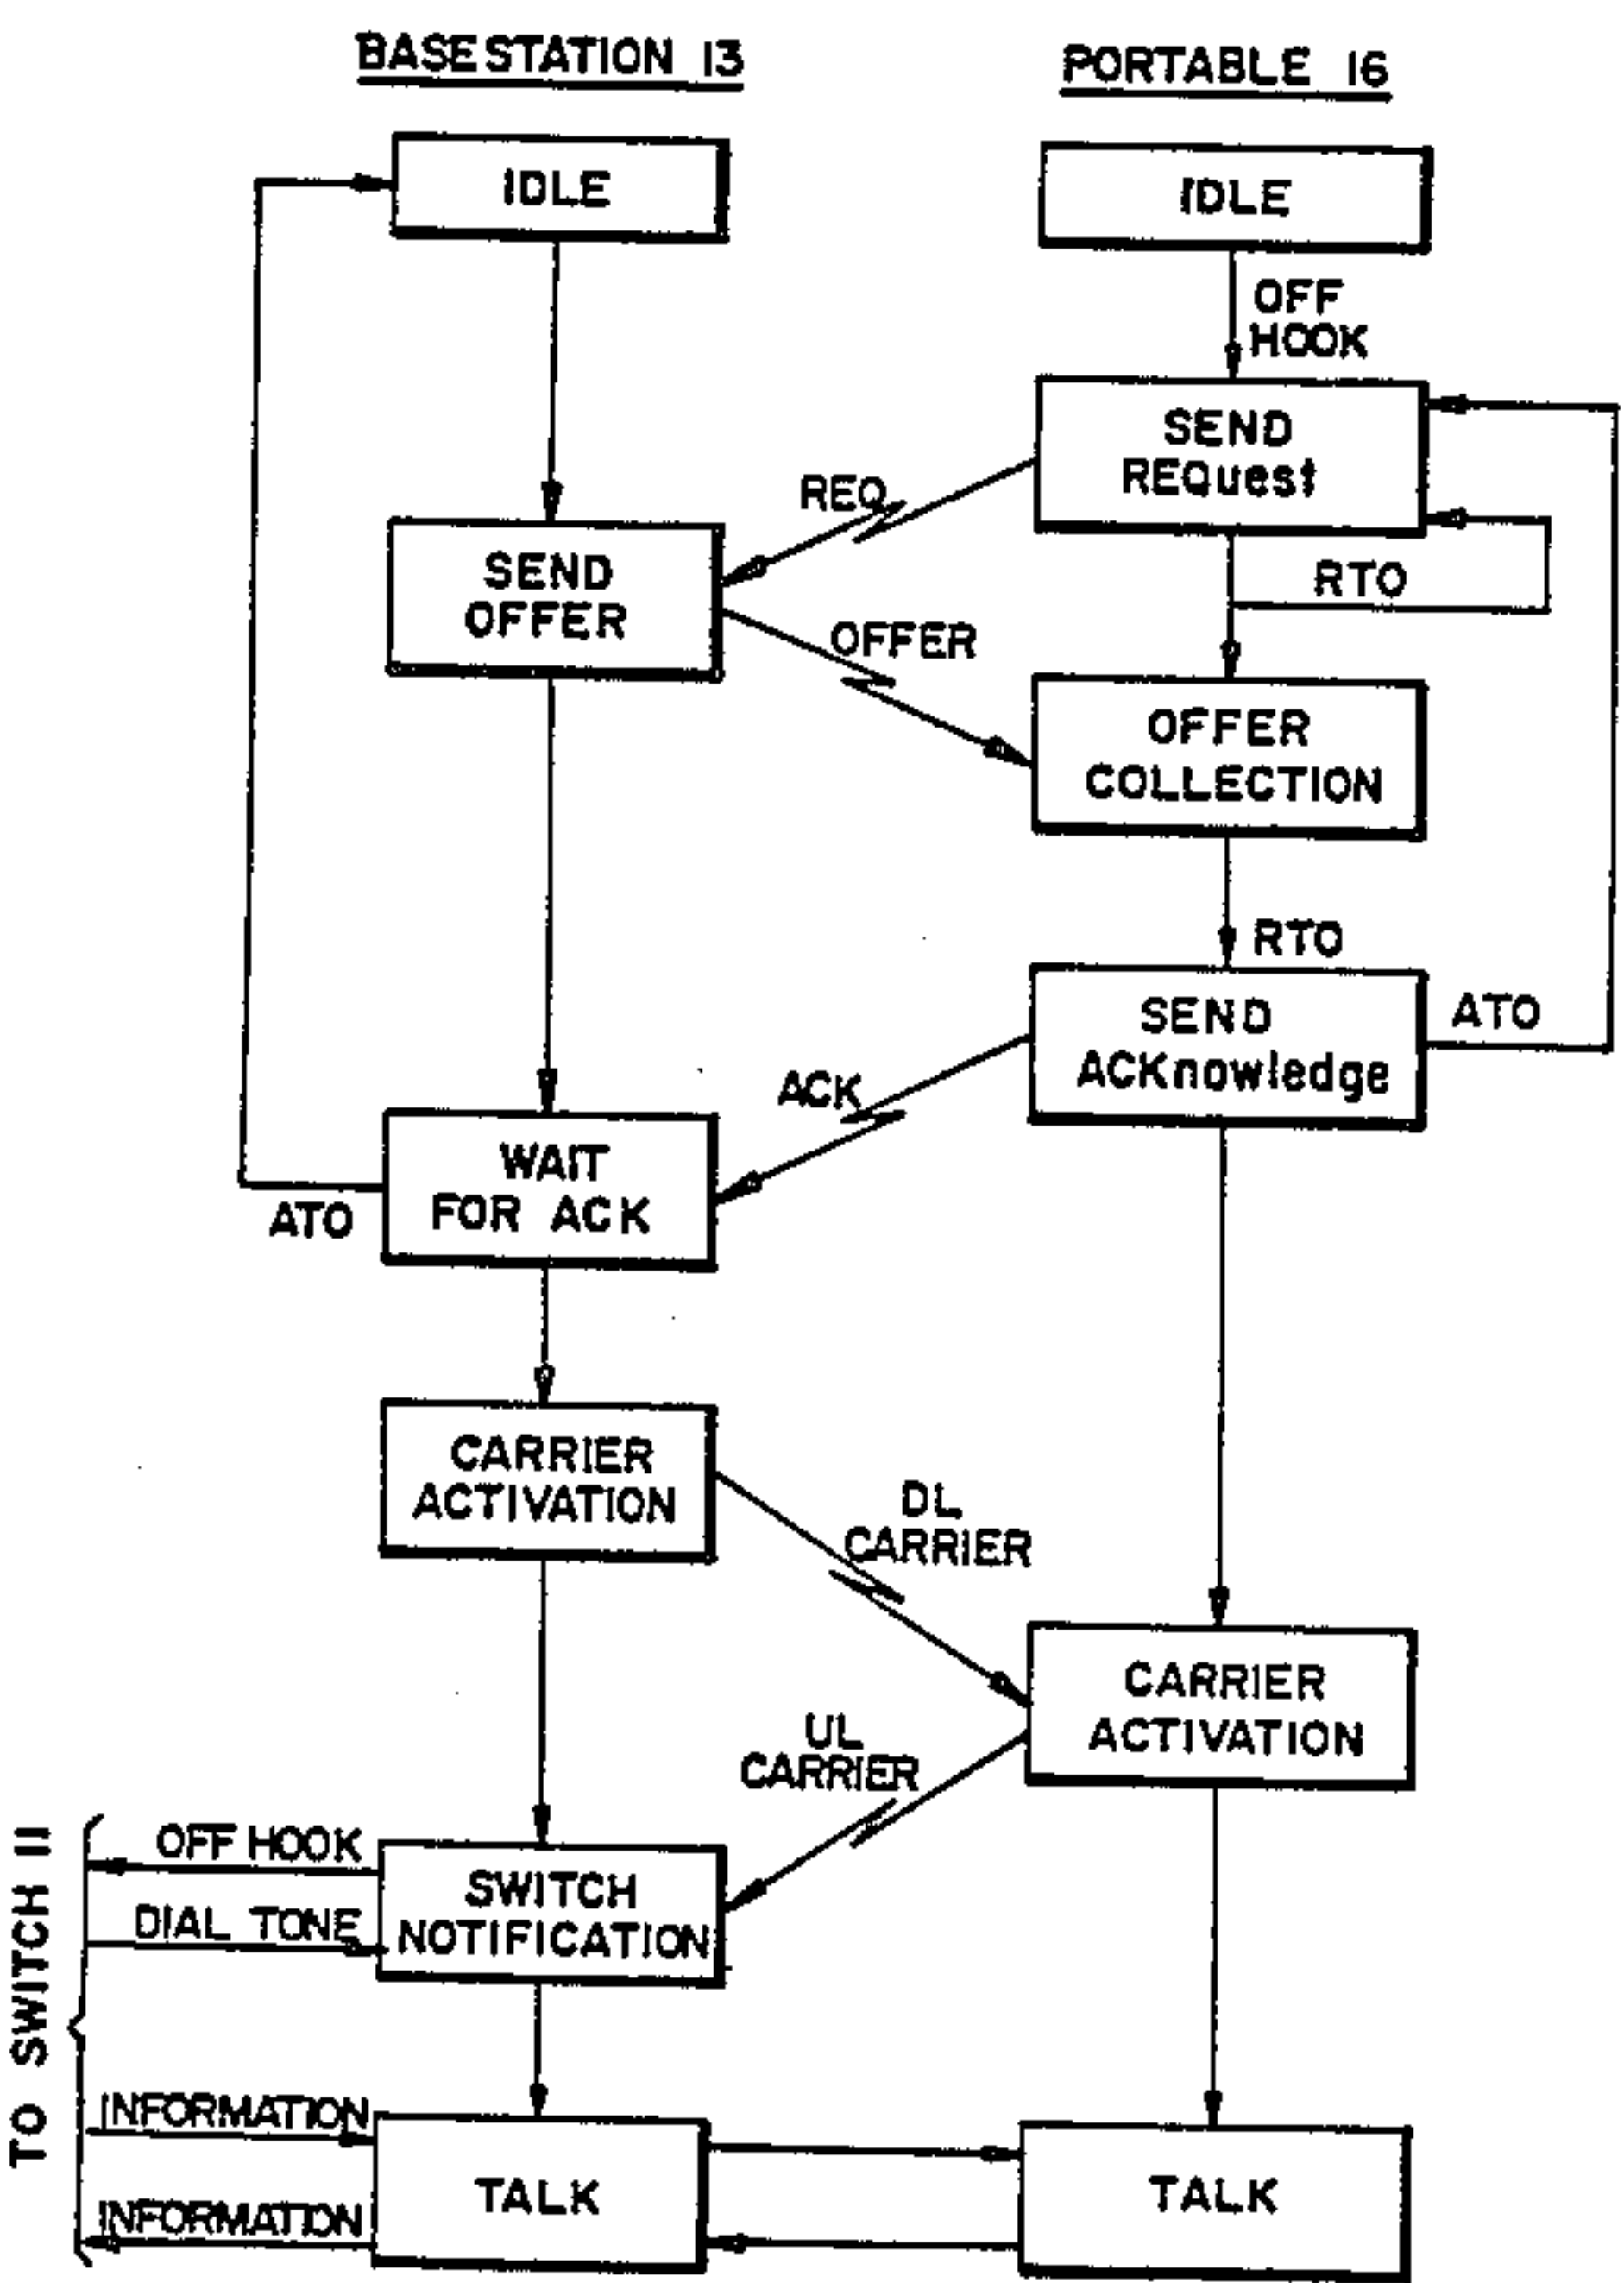 BASE STATION 13
PORTABLE 16
IDLE
IDLE
OFF
HOOK
SEND
REQuest
REQ
RTO
SEND
OFFER
OFFER
OFFER
COLLECTION
RTO
SEND
ACKnowledge
ATO
ACK
WAIT
FOR ACK
ATO
CARRIER
ACTIVATION
DL
CARRIER
CARRIER
ACTIVATION
UL
CARRIER
TO SWITCH 11
OFF HOOK
DIAL TONE
SWITCH
NOTIFICATION
INFORMATION
INFORMATION
TALK
TALK